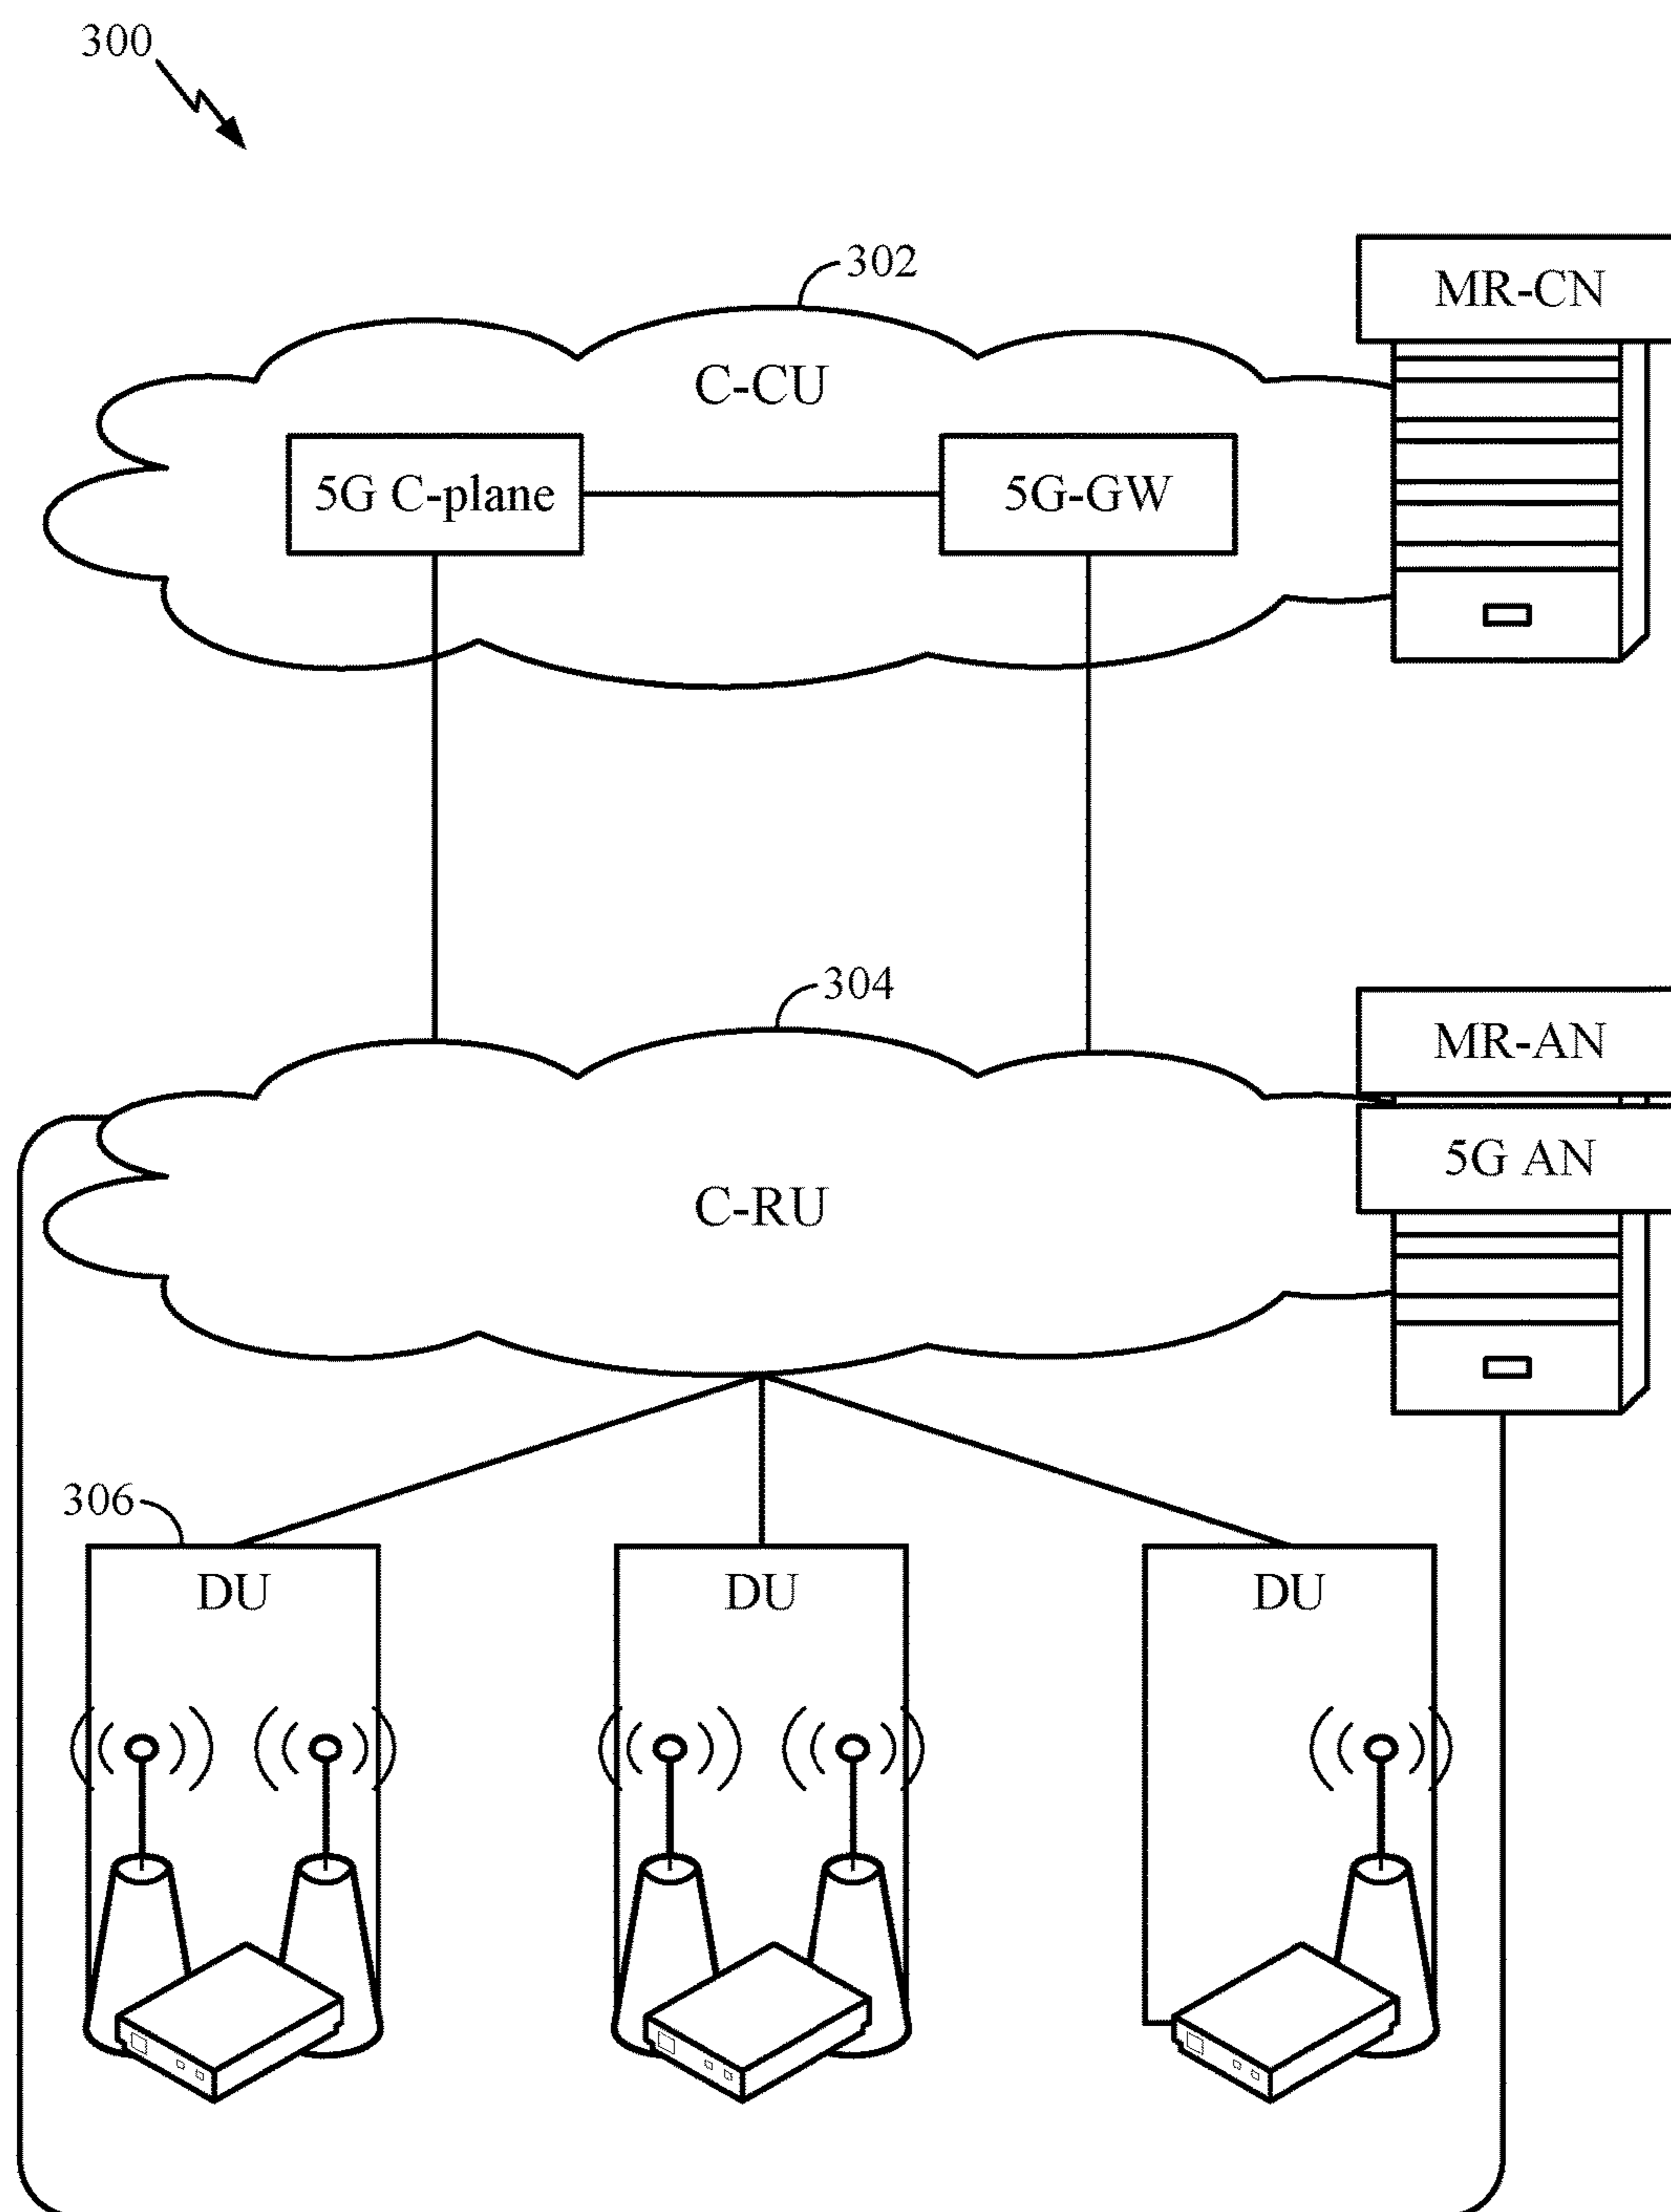 300
302
MR-CN
C-CU
5G C-plane
5G-GW
304
MR-AN
5G AN
C-RU
306
DU
DU
DU